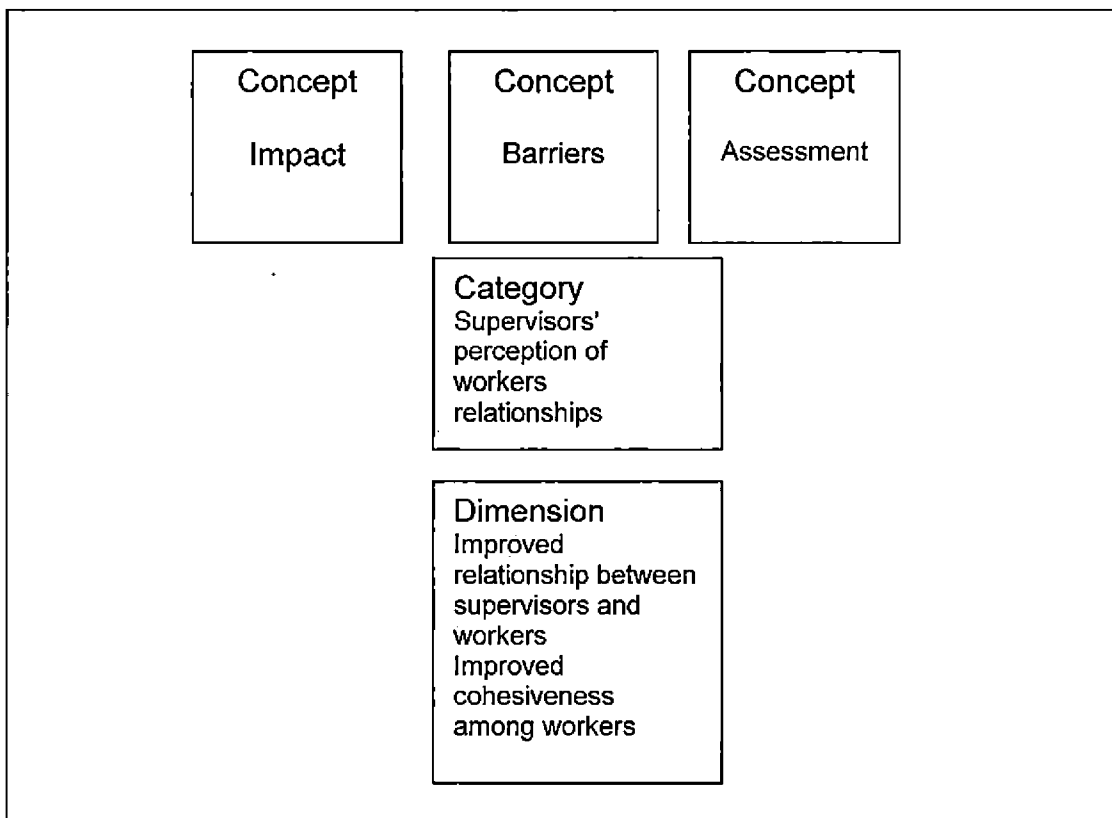 Concept
Impact
Concept
Barriers
Concept
Assessment
Category
Supervisors'
perception of
workers
relationships
Dimension
Improved
relationship between
supervisors and
workers
Improved
cohesiveness
among workers